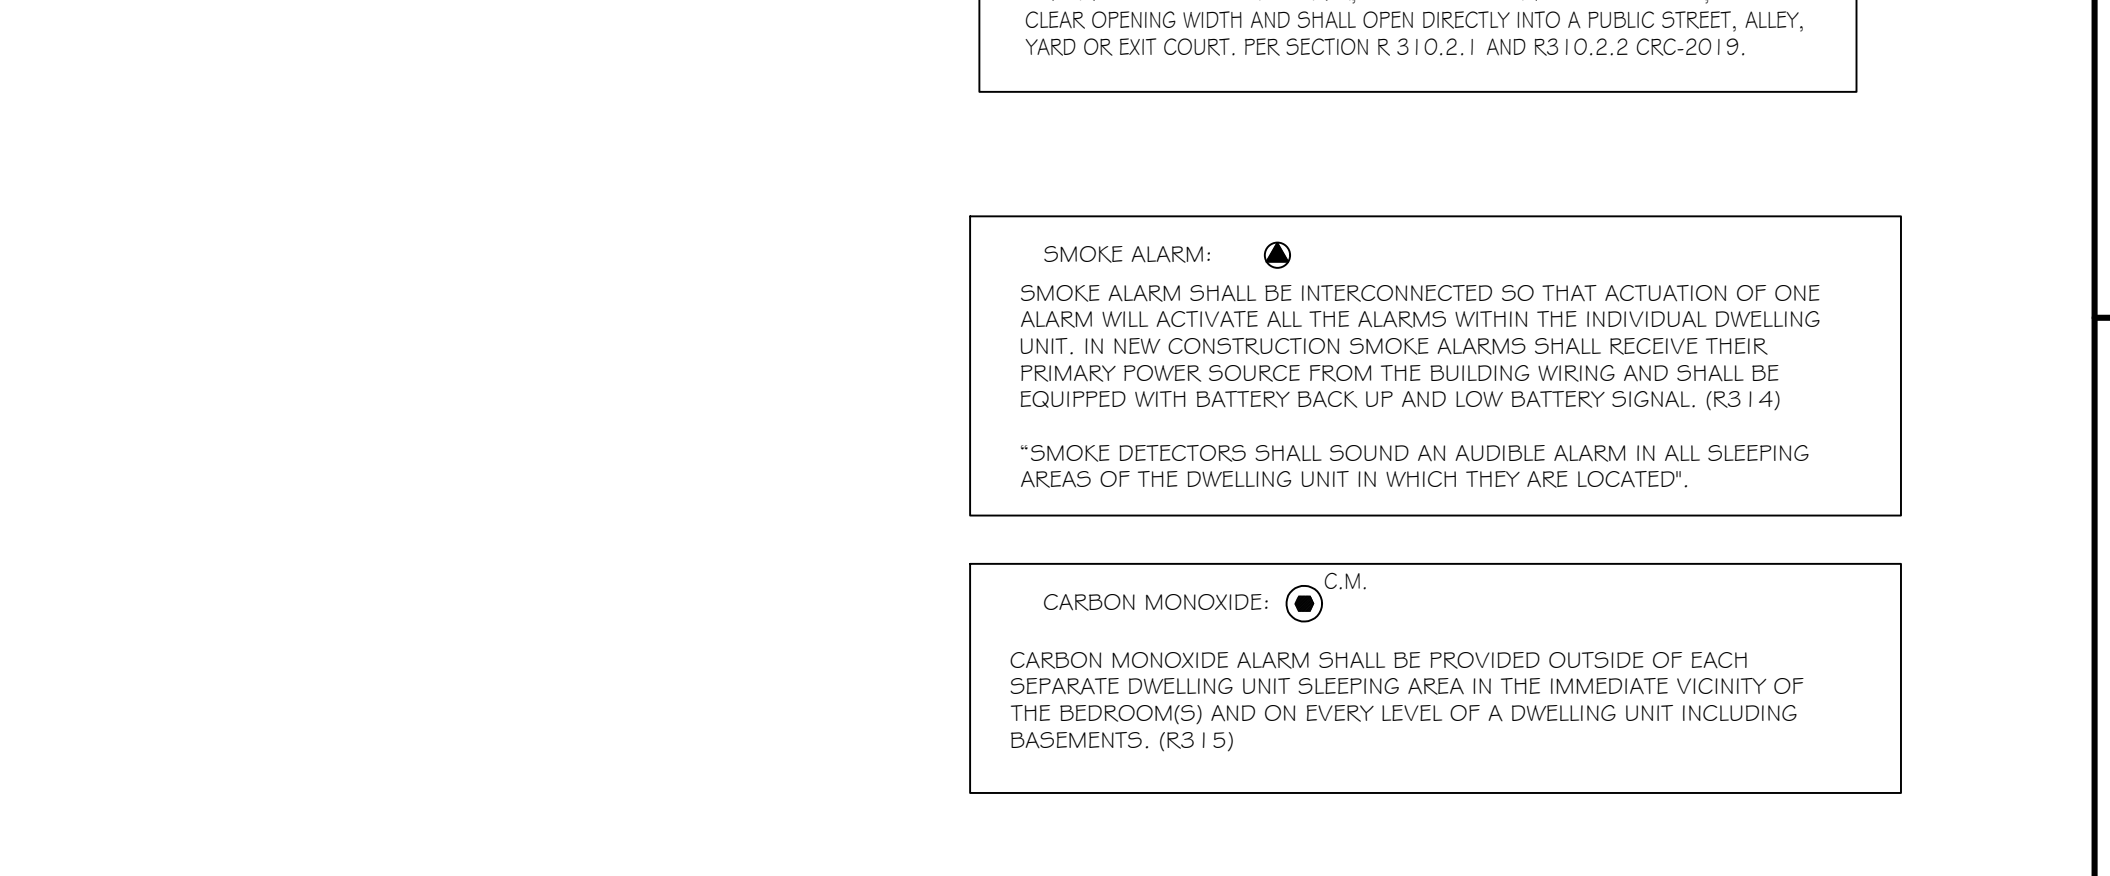 CLEAR OPENING WIDTH AND SHALL OPEN DIRECTLY INTO A PUBLIC STREET, ALLEY,
YARD OR EXIT COURT. PER SECTION R 310.2.1 AND R310.2.2 CRC-2019.
SMOKE ALARM:
SMOKE ALARM SHALL BE INTERCONNECTED SO THAT ACTUATION OF ONE
ALARM WILL ACTIVATE ALL THE ALARMS WITHIN THE INDIVIDUAL DWELLING
UNIT. IN NEW CONSTRUCTION SMOKE ALARMS SHALL RECEIVE THEIR
PRIMARY POWER SOURCE FROM THE BUILDING WIRING AND SHALL BE
EQUIPPED WITH BATTERY BACK UP AND LOW BATTERY SIGNAL. (R314)
“SMOKE DETECTORS SHALL SOUND AN AUDIBLE ALARM IN ALL SLEEPING
AREAS OF THE DWELLING UNIT IN WHICH THEY ARE LOCATED".
C.M.
CARBON MONOXIDE:
CARBON MONOXIDE ALARM SHALL BE PROVIDED OUTSIDE OF EACH
SEPARATE DWELLING UNIT SLEEPING AREA IN THE IMMEDIATE VICINITY OF
THE BEDROOM(S) AND ON EVERY LEVEL OF A DWELLING UNIT INCLUDING
BASEMENTS. (R315)